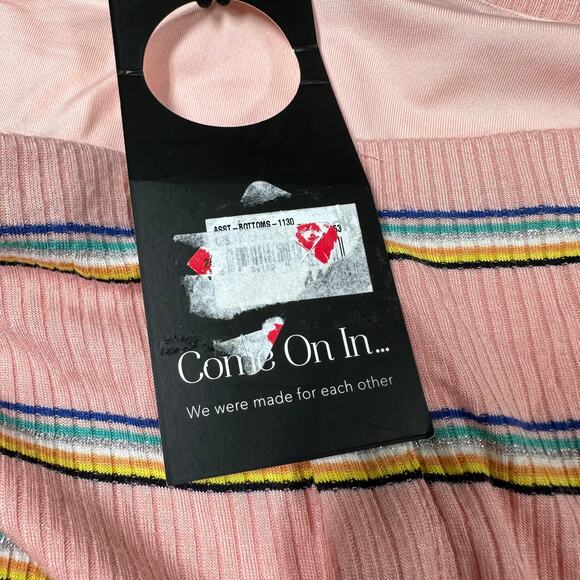 ASST-BOTTOMS-1130
Come On In...
We were made for each other